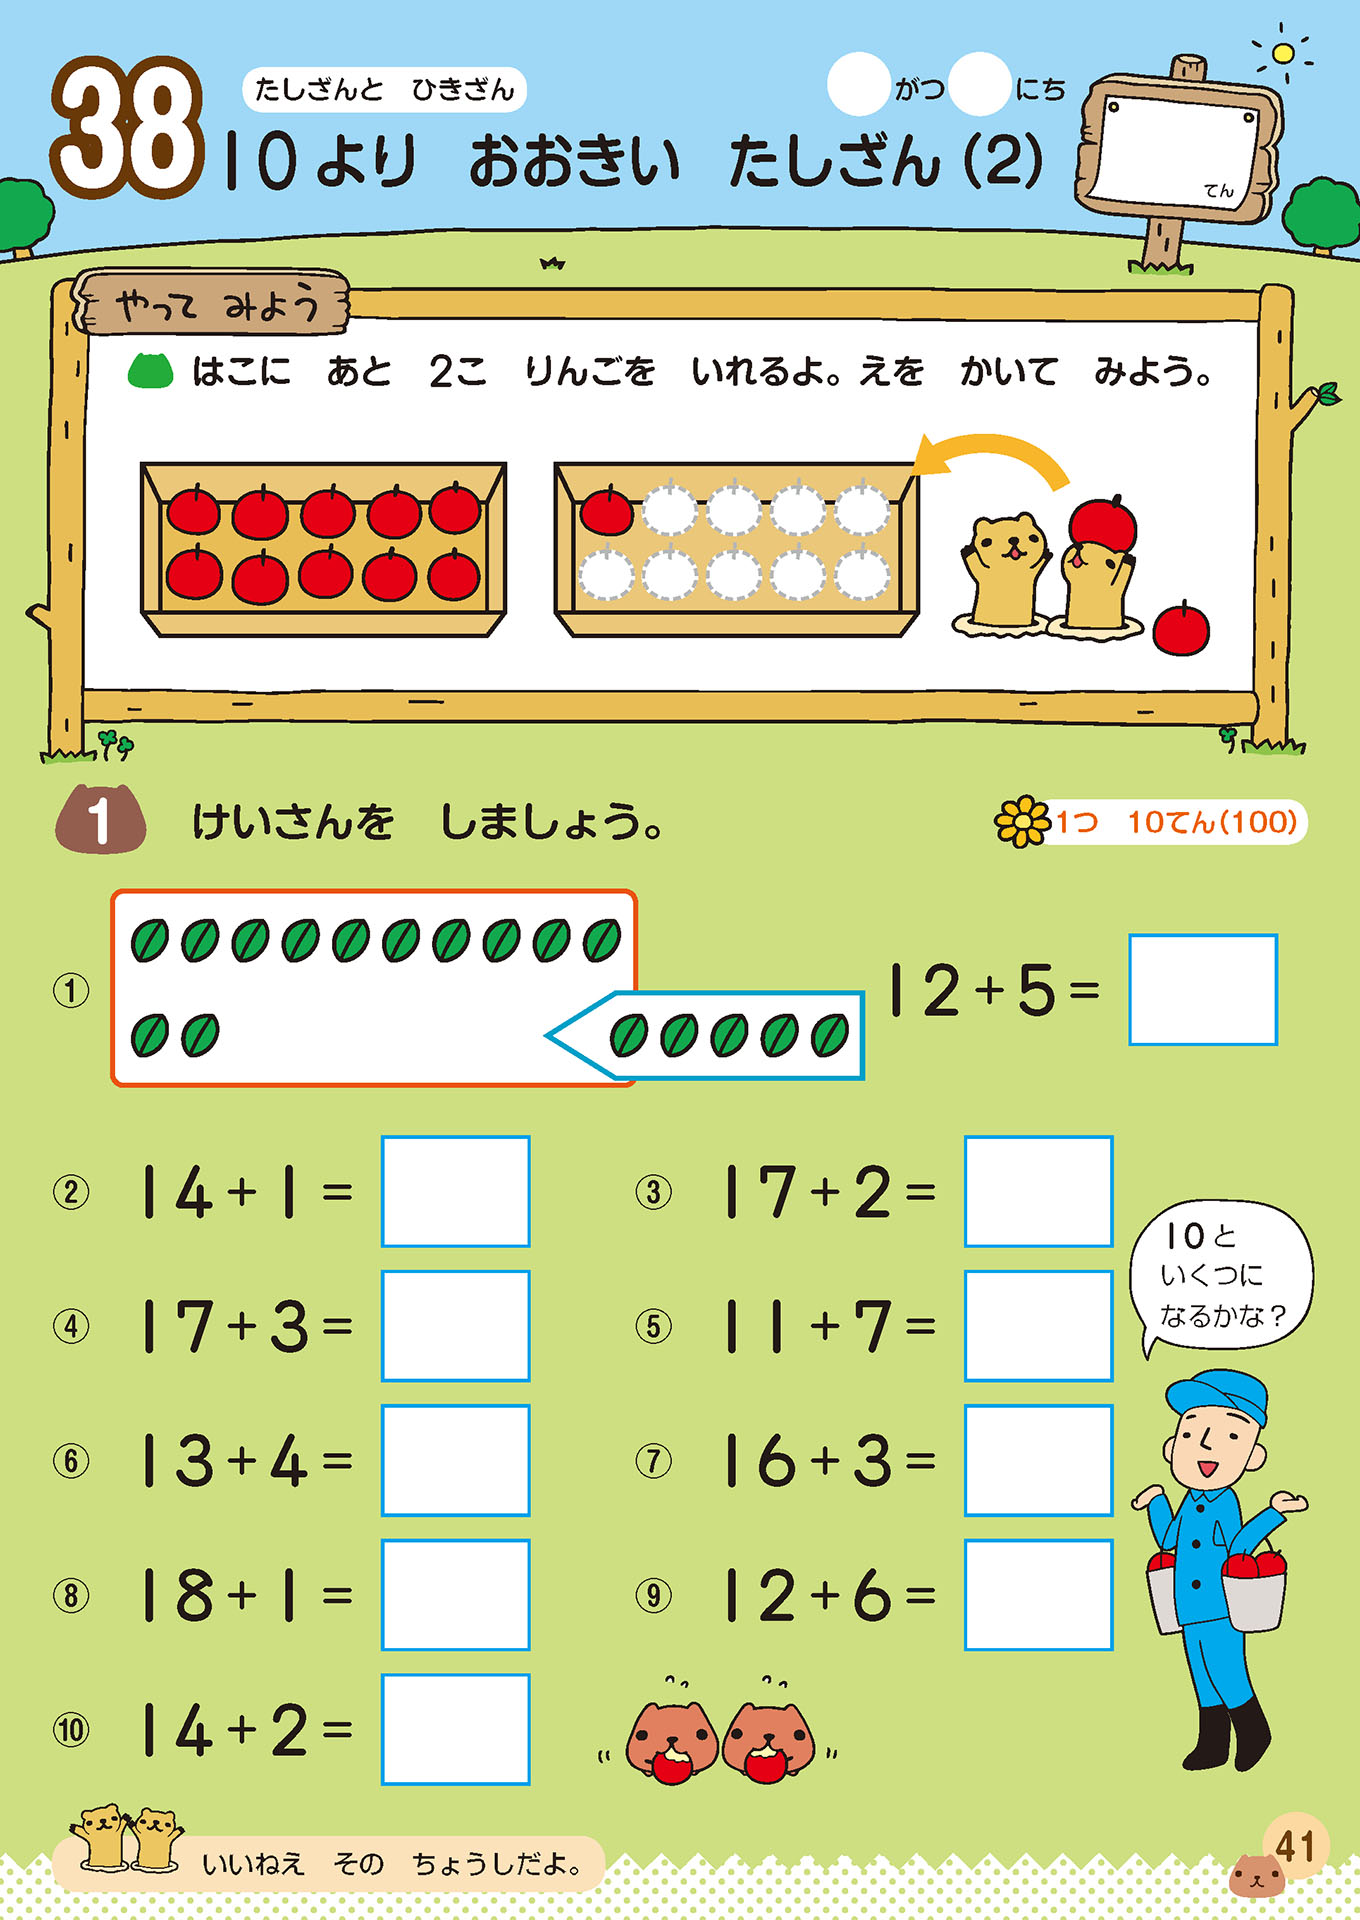 38
たしざんと ひきざん
がつ にち
10より おおきい たしざん(2)
てん
やって みよう
はこに あと 2こ りんごを いれるよ。えを かいて みよう。
1 けいさんを しましょう。
1つ 10てん(100)
① 12+5=
② 14+1=
③ 17+2=
10と
いくつに
なるかな？
④ 17+3=
⑤ 11+7=
⑥ 13+4=
⑦ 16+3=
⑧ 18+1=
⑨ 12+6=
⑩ 14+2=
いいねえ その ちょうしだよ。
41